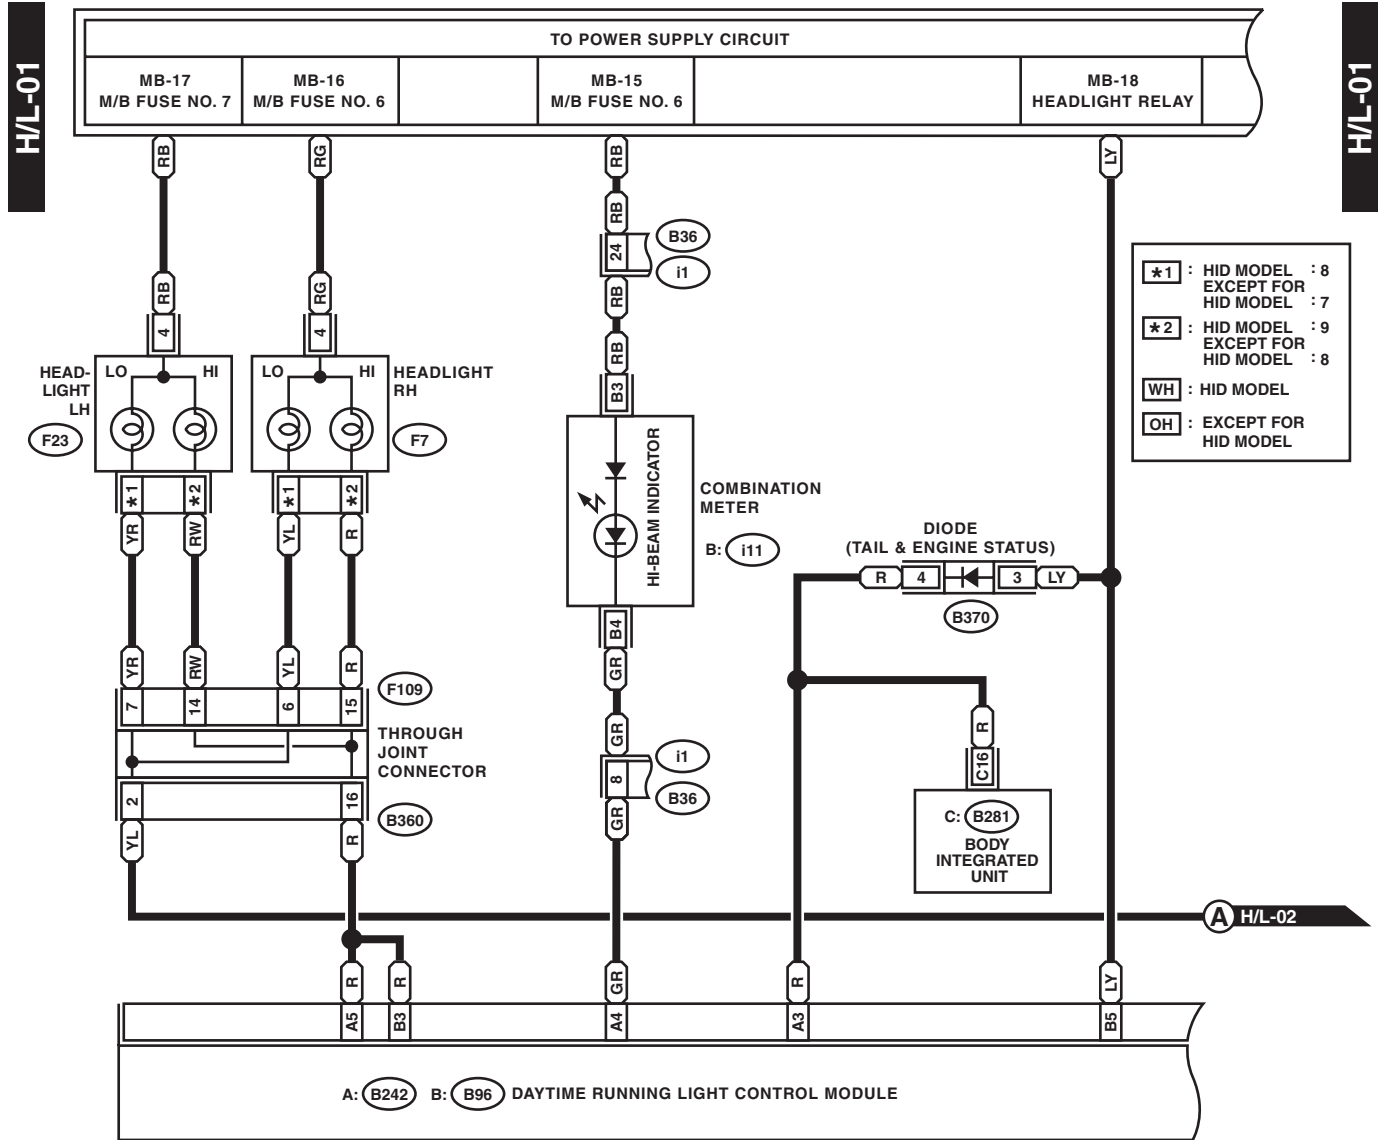 H/L-01
H/L-01
TO POWER SUPPLY CIRCUIT
MB-17
M/B FUSE NO. 7
MB-16
M/B FUSE NO. 6
MB-15
M/B FUSE NO. 6
MB-18
HEADLIGHT RELAY
RB
RG
RB
LY
RB
24
B36
i1
RB
RG
RB
4
4
RB
B3
*1 : HID MODEL : 8
EXCEPT FOR
HID MODEL : 7
*2 : HID MODEL : 9
EXCEPT FOR
HID MODEL : 8
WH : HID MODEL
OH : EXCEPT FOR
HID MODEL
HEAD-
LIGHT
LH
F23
LO HI
LO HI
HEADLIGHT
RH
F7
*1 *2 *1 *2
YR RW YL R
HI-BEAM INDICATOR
COMBINATION
METER
B: i11
DIODE
(TAIL & ENGINE STATUS)
R 4 3 LY
B370
B4
GR
YR RW YL R
7 14 6 15
F109
THROUGH
JOINT
CONNECTOR
2 16
B360
YL R
GR
8
i1
B36
GR
R
C16
C: B281
BODY
INTEGRATED
UNIT
A H/L-02
R R GR R LY
A5 B3 A4 A3 B5
A: B242 B: B96 DAYTIME RUNNING LIGHT CONTROL MODULE